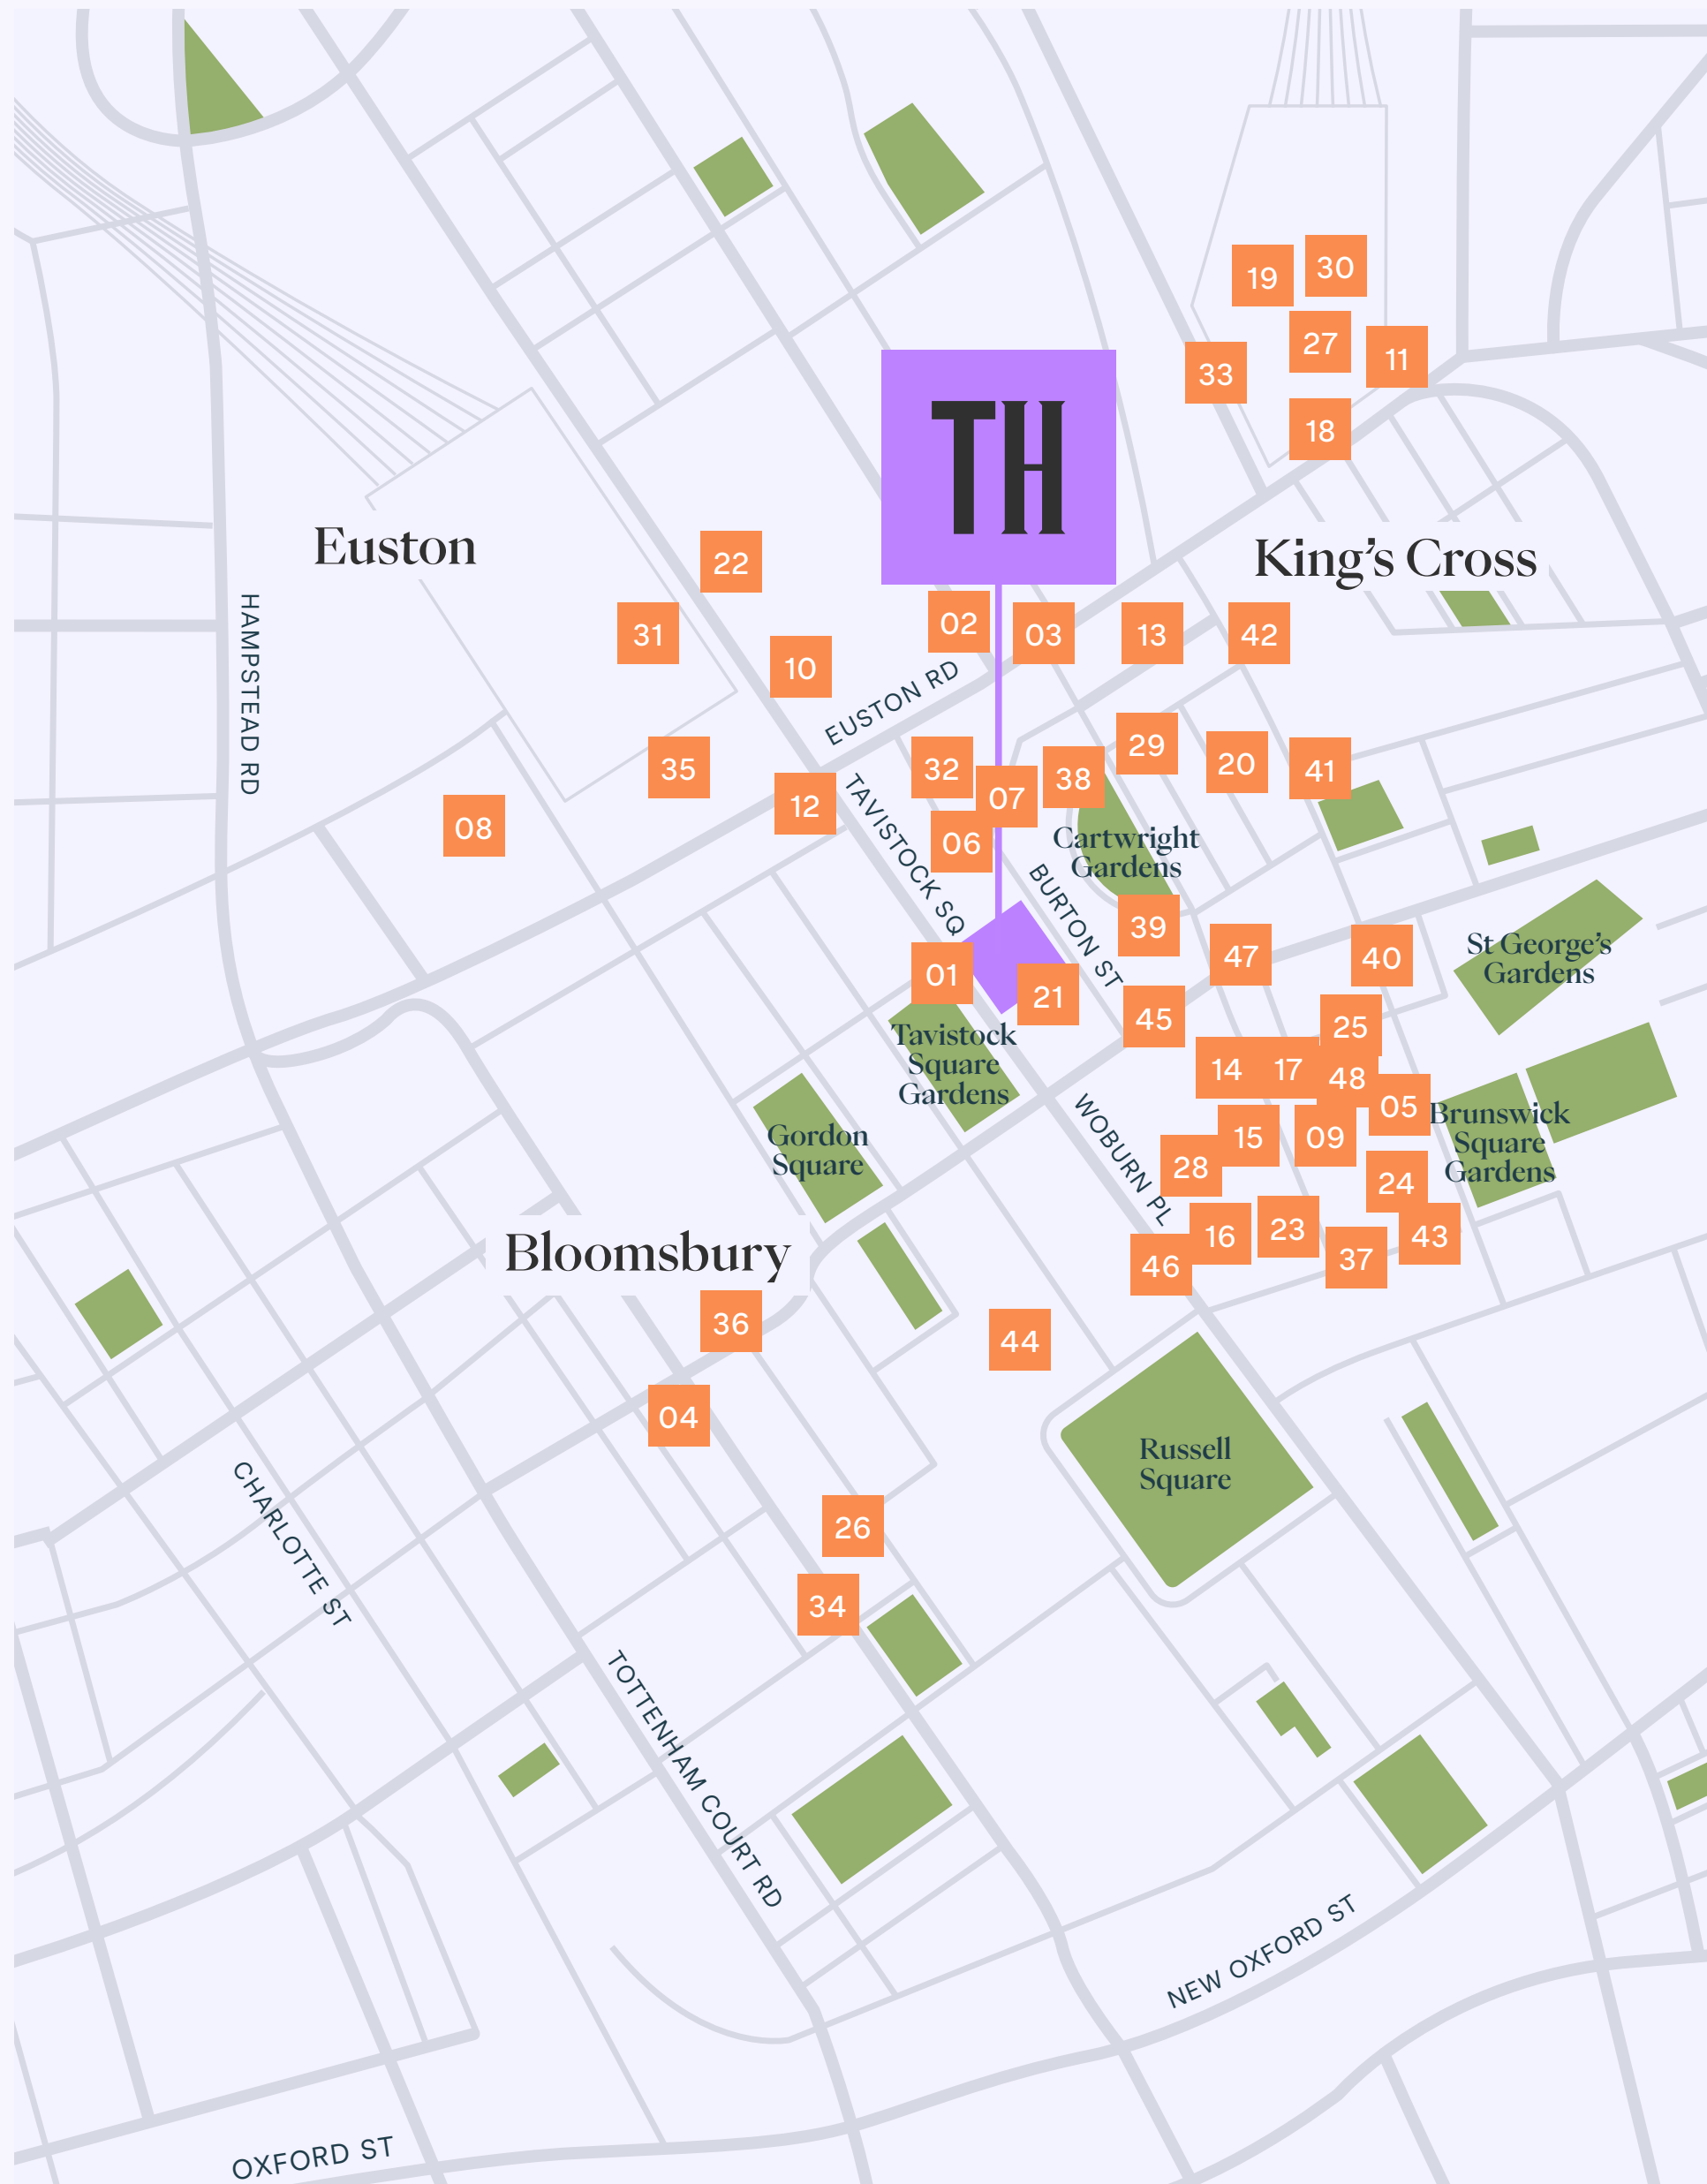 30
19
27
11
33
18
TH
Euston
King's Cross
22
02
03
13
42
31
10
EUSTON RD
HAMPSTEAD RD
29
32
38
20
41
35
07
12
08
06
TAVISTOCK SQ
Cartwright
Gardens
BURTON ST
39
47
40
St George's
Gardens
01
21
45
25
Tavistock
Square
Gardens
14
17
48
05
Brunswick
Square
Gardens
Gordon
Square
WOBURN PL
15
09
28
24
16
23
43
37
46
Bloomsbury
36
44
04
Russell
Square
CHARLOTTE ST
26
34
TOTTENHAM COURT RD
NEW OXFORD ST
OXFORD ST